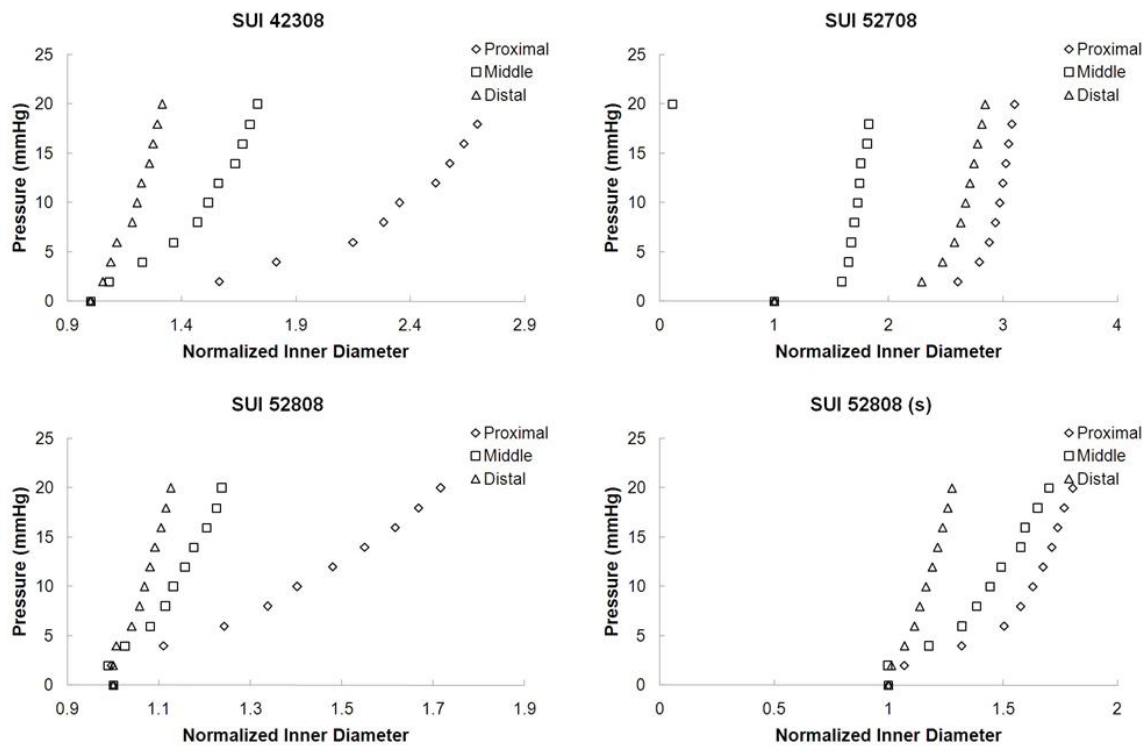 SUI 42308
25
20
15
10
5
0
Pressure (mmHg)
Proximal
Middle
Distal
0.9 1.4 1.9 2.4 2.9
Normalized Inner Diameter
SUI 52708
25
20
15
10
5
0
Pressure (mmHg)
Proximal
Middle
Distal
0 1 2 3 4
Normalized Inner Diameter
SUI 52808
25
20
15
10
5
0
Pressure (mmHg)
Proximal
Middle
Distal
0.9 1.1 1.3 1.5 1.7 1.9
Normalized Inner Diameter
SUI 52808 (s)
25
20
15
10
5
0
Pressure (mmHg)
Proximal
Middle
Distal
0 0.5 1 1.5 2
Normalized Inner Diameter